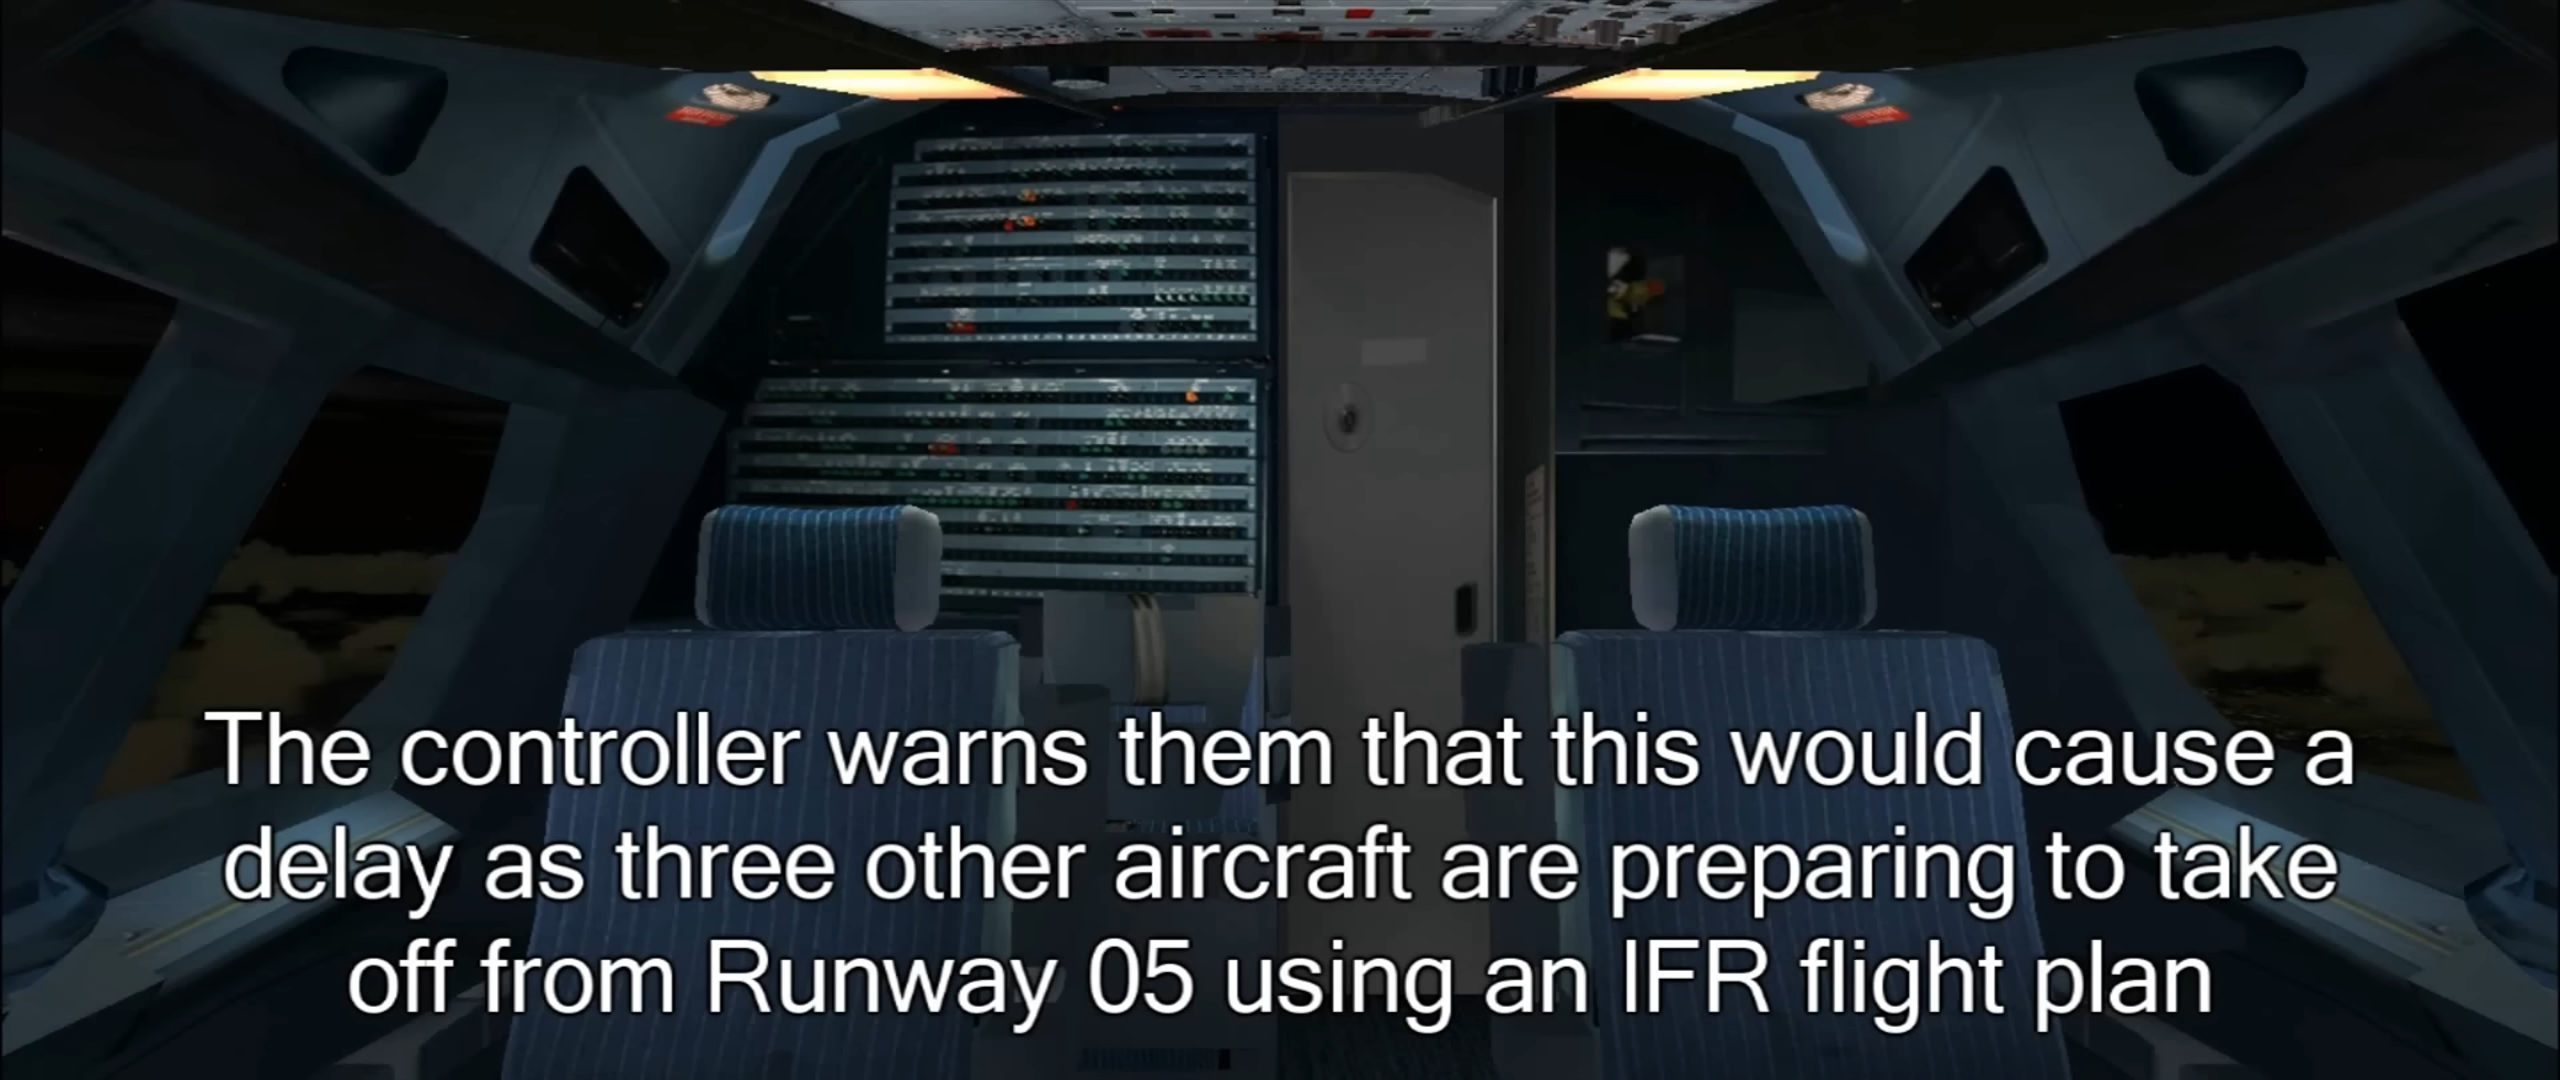 The controller warns them that this would cause a
delay as three other aircraft are preparing to take
off from Runway 05 using an IFR flight plan